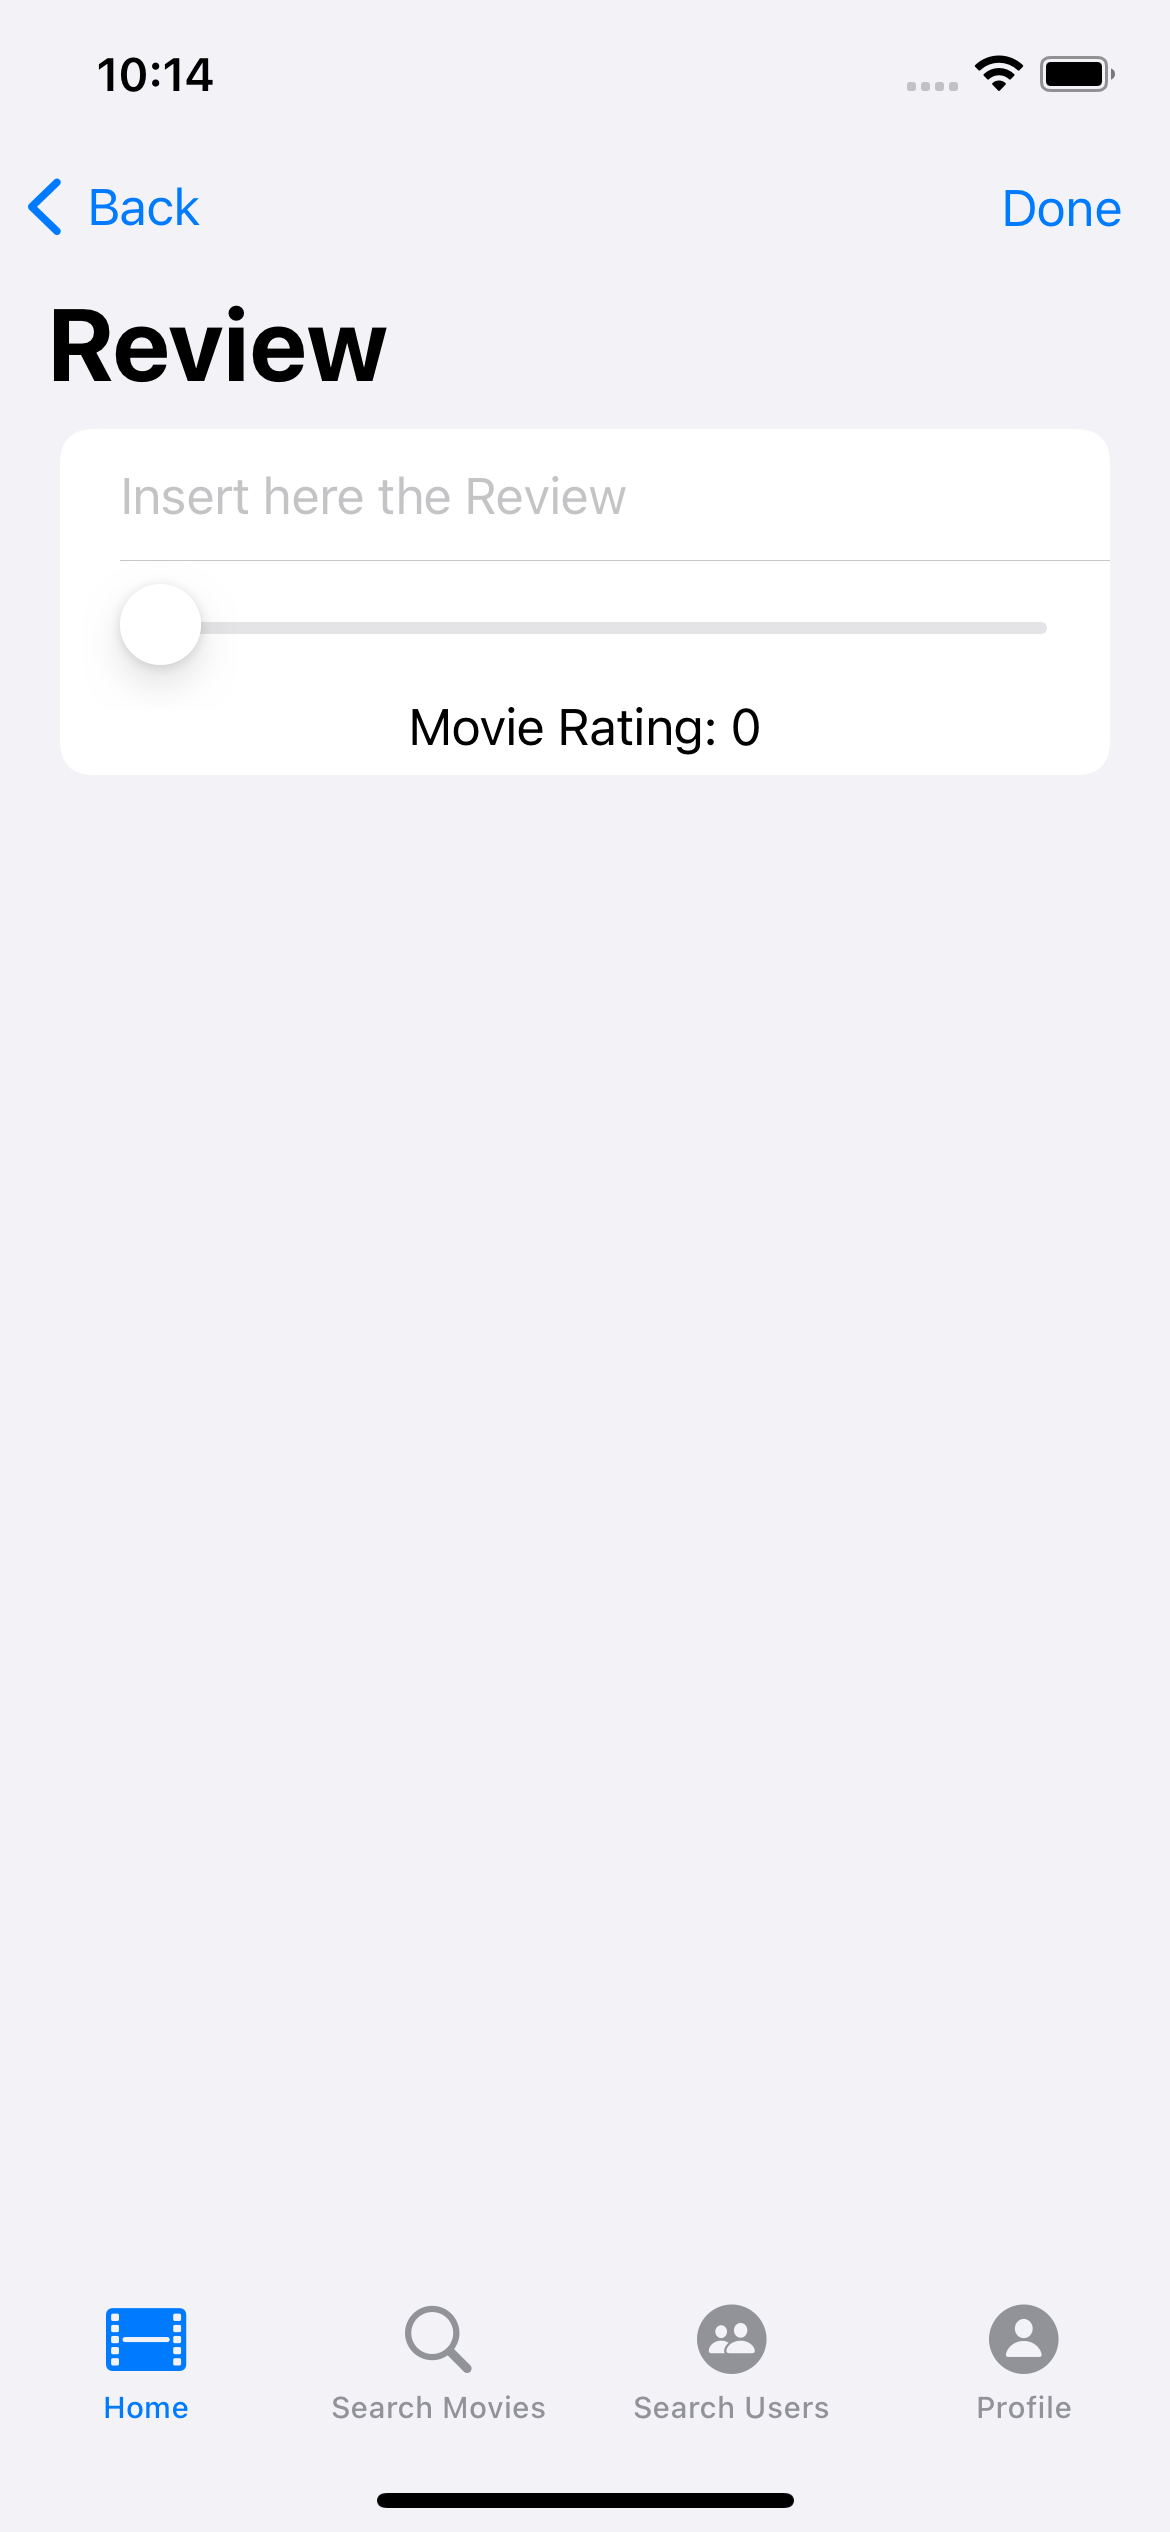 10:14
Back
Done
Review
Insert here the Review
Movie Rating: 0
Home
Search Movies
Search Users
Profile